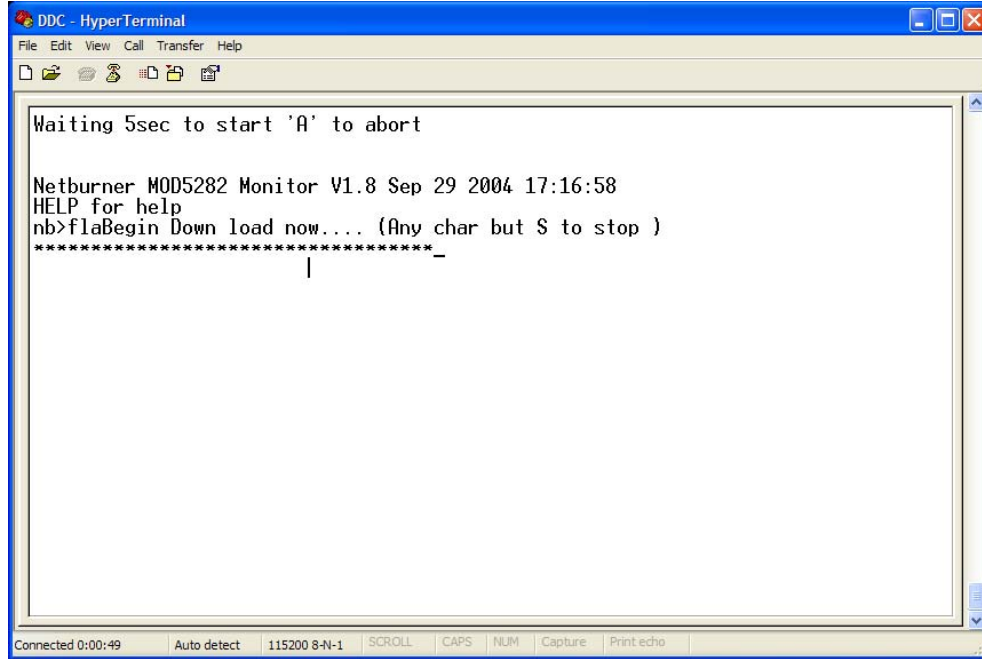 DDC - HyperTerminal
File Edit View Call Transfer Help
Waiting 5sec to start 'A' to abort
Netburner MOD5282 Monitor V1.8 Sep 29 2004 17:16:58
HELP for help
nb>flaBegin Down load now.... (Any char but S to stop )
***********************************_
Connected 0:00:49 Auto detect 115200 8-N-1 SCROLL CAPS NUM Capture Print echo